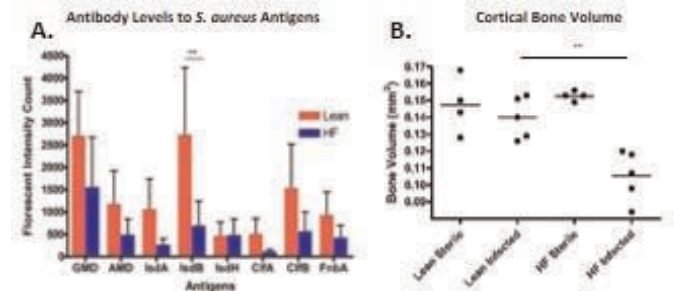 Antibody Levels to S. aureus Antigens
A.
Fluorescent Intensity Count
4500
4000
3500
3000
2500
2000
1500
1000
500
0
**
Lean
HF
GMD AMD IsdA IsdB IsdH ClfA ClfB FnbA
Antigens
Cortical Bone Volume
B.
**
Bone Volume (mm³)
0.17
0.16
0.15
0.14
0.13
0.12
0.11
0.10
0.09
Lean Sterile
Lean Infected
HF Sterile
HF Infected